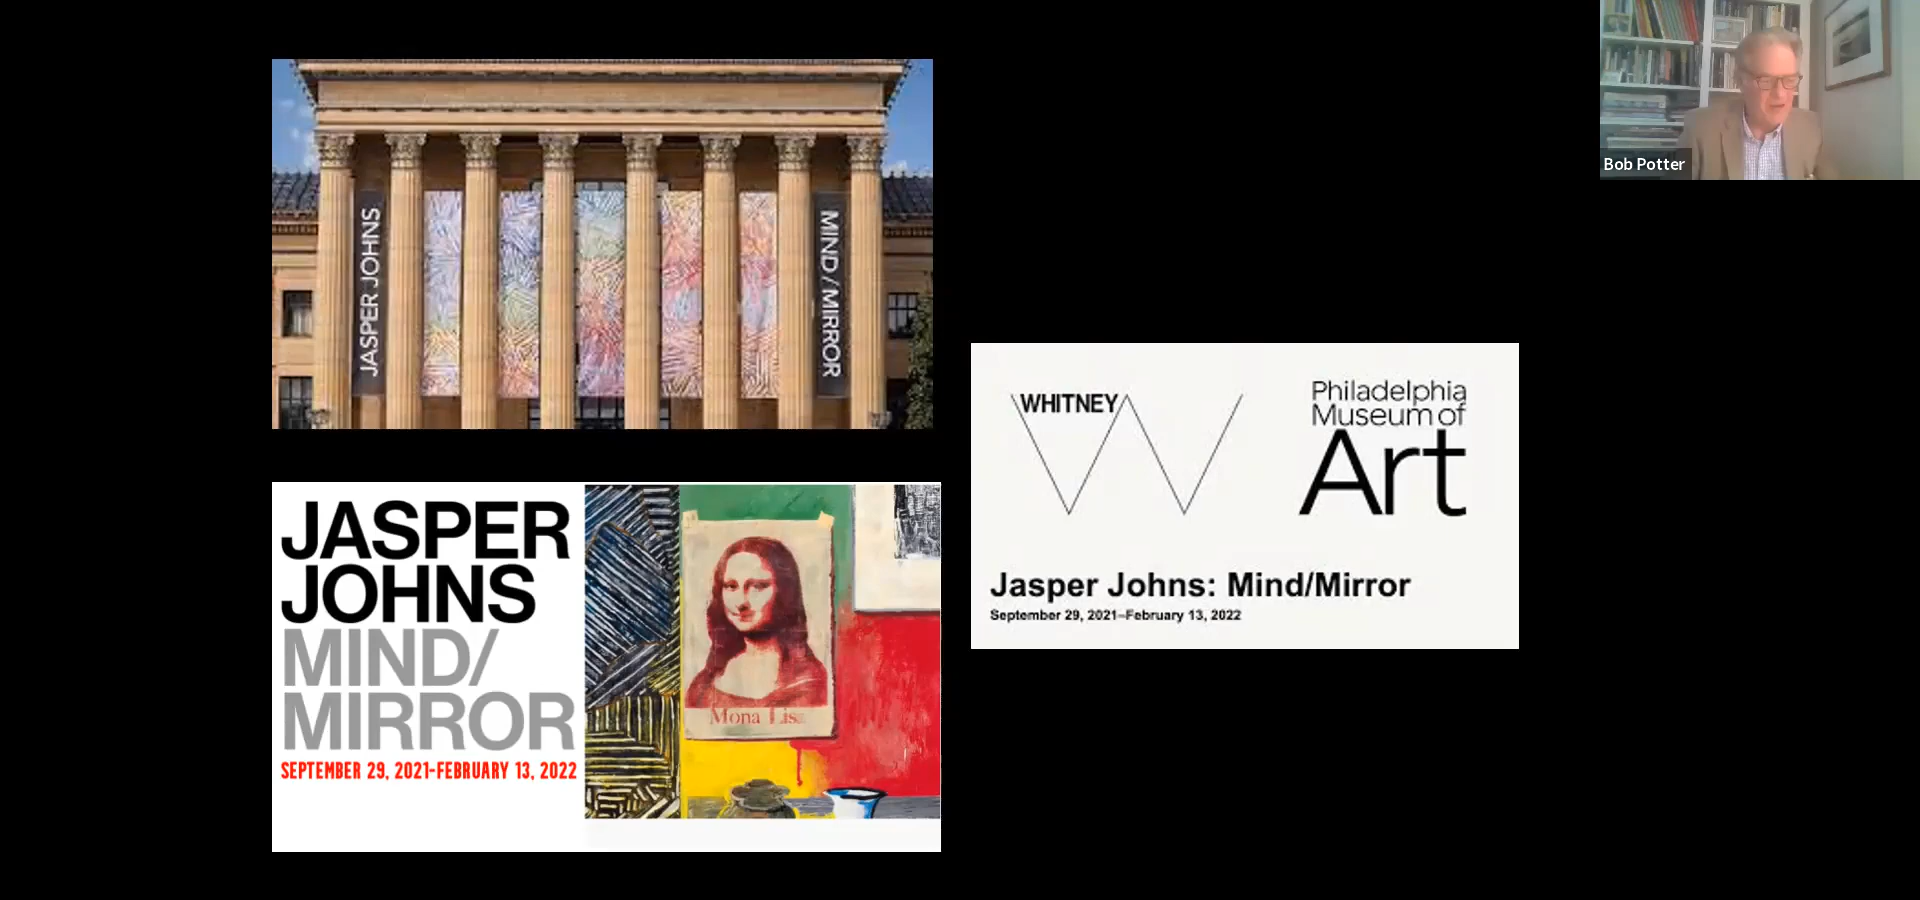 JASPER JOHNS
MIND / MIRROR
Bob Potter
WHITNEY
Philadelphia
Museum of
Art
Jasper Johns: Mind/Mirror
September 29, 2021–February 13, 2022
JASPER
JOHNS
MIND/
MIRROR
SEPTEMBER 29, 2021-FEBRUARY 13, 2022
Mona Lisa